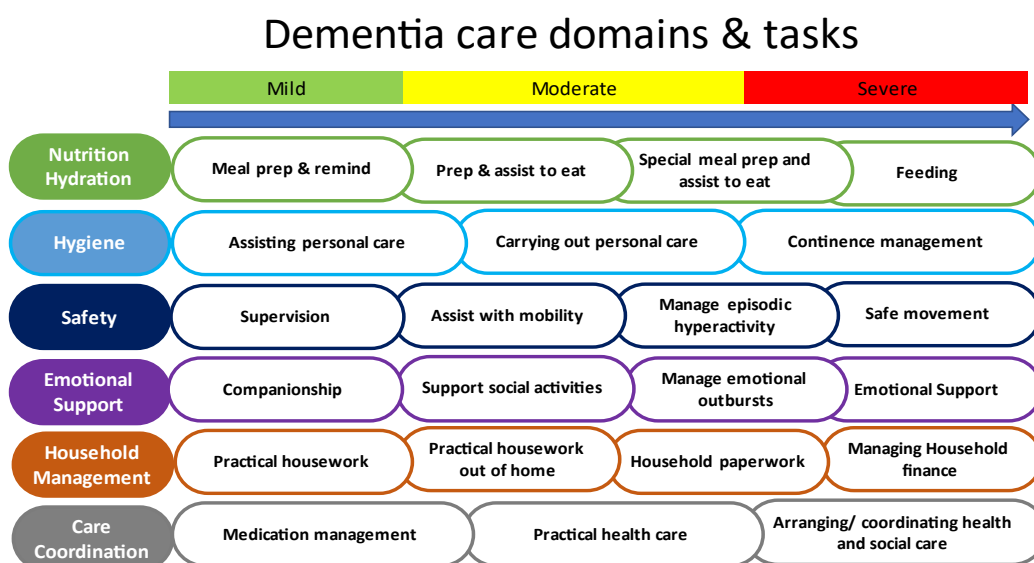 Dementia care domains & tasks
Mild
Moderate
Severe
Nutrition
Hydration
Meal prep & remind
Prep & assist to eat
Special meal prep and
assist to eat
Feeding
Hygiene
Assisting personal care
Carrying out personal care
Continence management
Safety
Supervision
Assist with mobility
Manage episodic
hyperactivity
Safe movement
Emotional
Support
Companionship
Support social activities
Manage emotional
outbursts
Emotional Support
Household
Management
Practical housework
Practical housework
out of home
Household paperwork
Managing Household
finance
Care
Coordination
Medication management
Practical health care
Arranging/ coordinating health
and social care